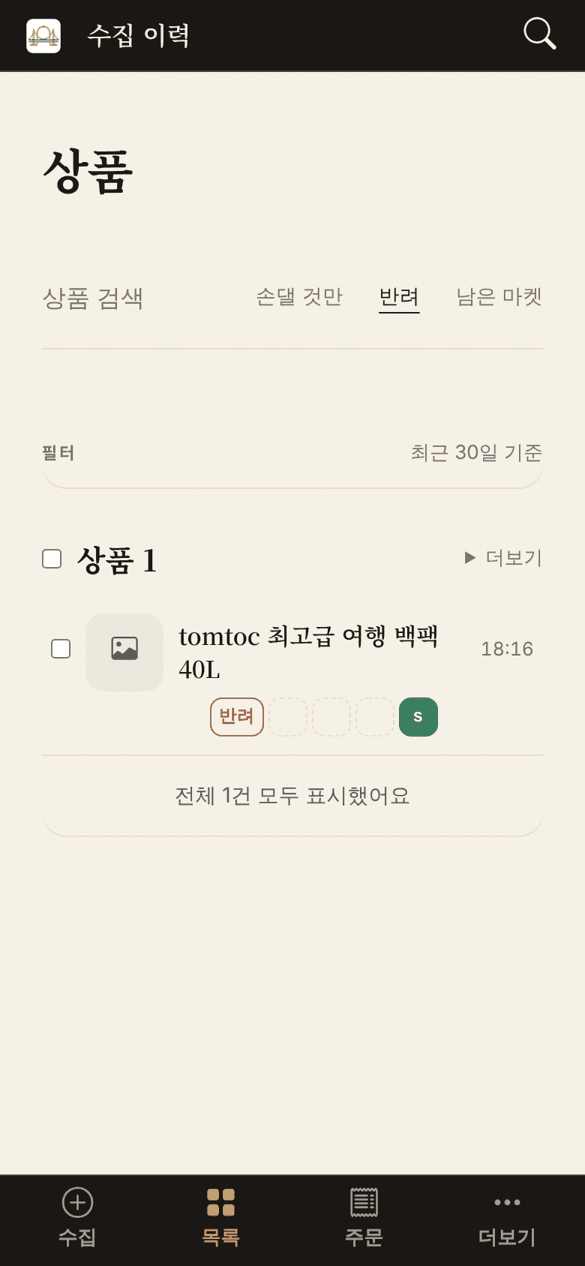 수집 이력
상품
상품 검색 손댈 것만 반려 남은 마켓
필터 최근 30일 기준
상품 1 ▶ 더보기
tomtoc 최고급 여행 백팩 18:16
40L
반려 S
전체 1건 모두 표시했어요
수집 목록 주문 더보기